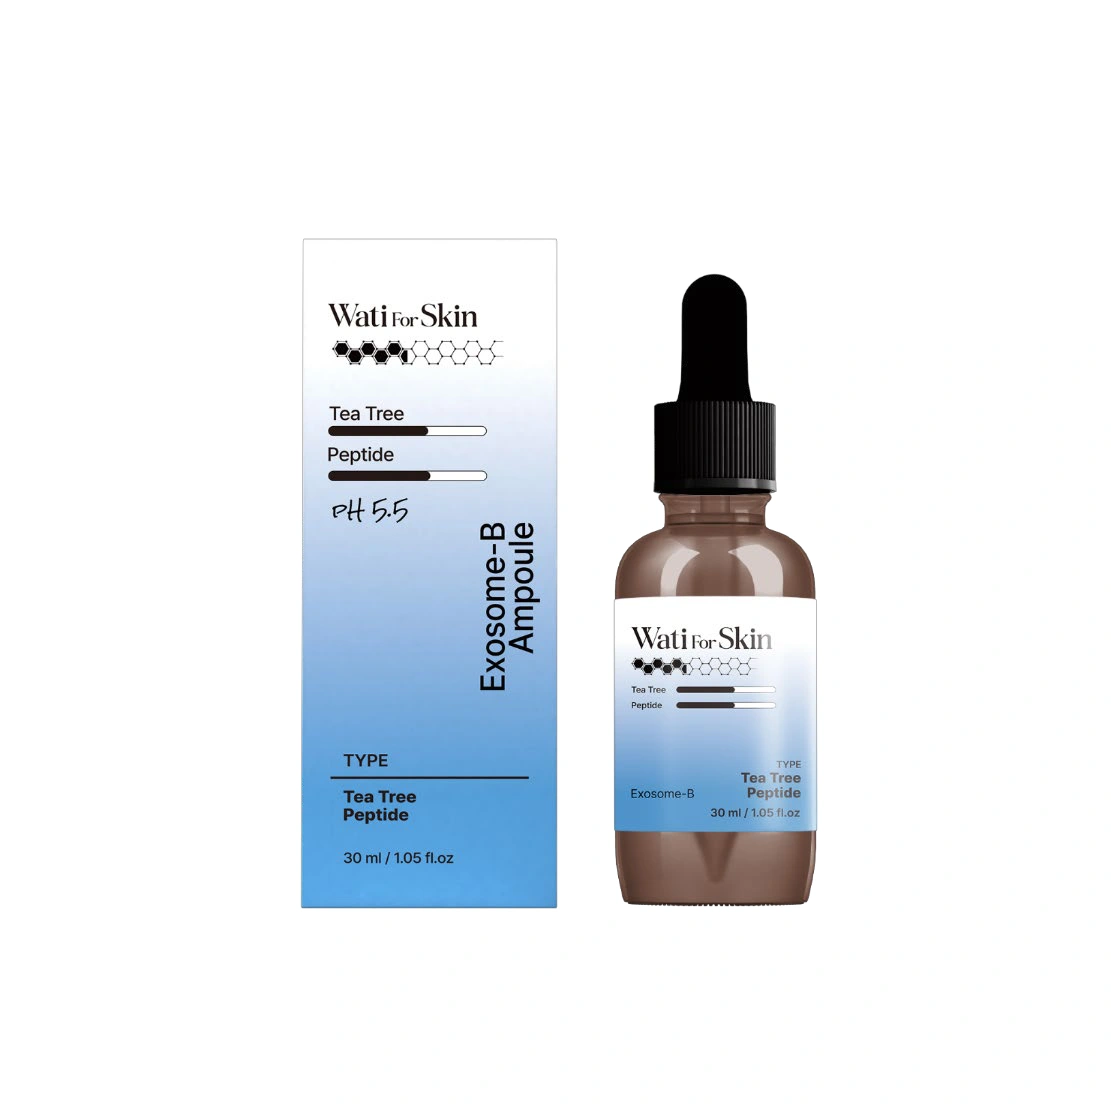 Wati For Skin
Tea Tree
Peptide
pH 5.5
Exosome-B
Ampoule
TYPE
Tea Tree
Peptide
30 ml / 1.05 fl.oz
Wati For Skin
Tea Tree
Peptide
TYPE
Tea Tree
Peptide
Exosome-B
30 ml / 1.05 fl.oz